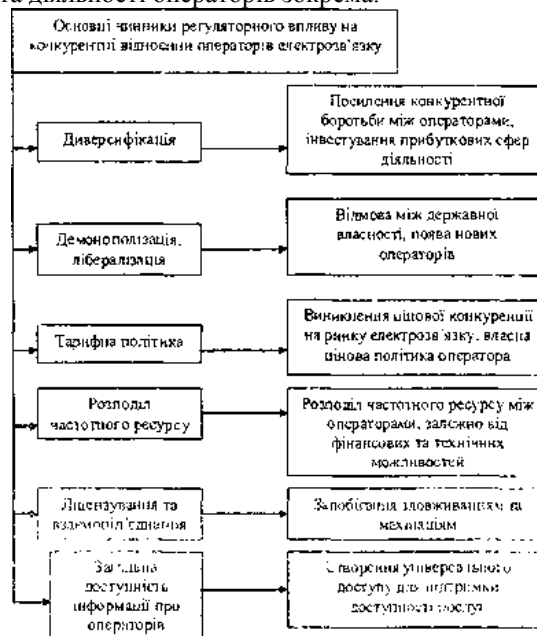 та діяльності операторів зокрема.
Основні чинники регуляторного впливу на
конкурентні відносини операторів електрозв'язку
Диверсифікація
Посилення конкурентної
боротьби між операторами,
інвестування прибуткових сфер
діяльності
Демонополізація,
лібералізація
Відмова між державної
власності, поява нових
операторів
Тарифна політика
Виникнення цінової конкуренції
на ринку електрозв'язку, власна
цінова політика оператора
Розподіл
частотного ресурсу
Розподіл частотного ресурсу між
операторами, залежно від
фінансових та технічних
можливостей
Ліцензування та
взаємопід'єднання
Запобігання зловживанням та
махінаціям
Загальна
доступність
інформації про
операторів
Створення універсального
доступу для підтримки
доступності послуг